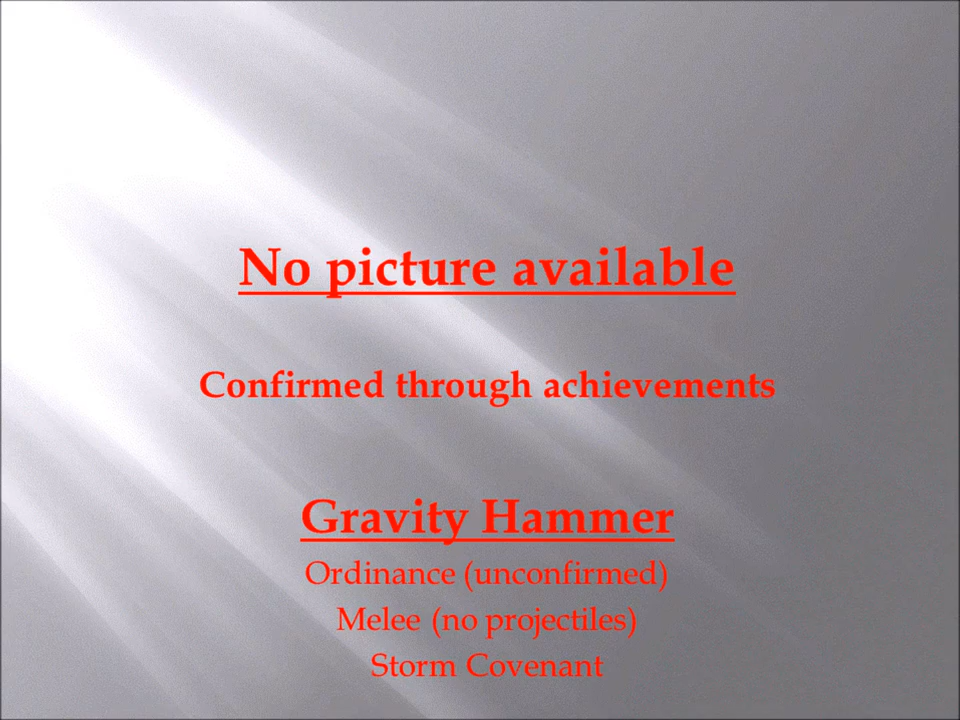 No picture available
Confirmed through achievements
Gravity Hammer
Ordinance (unconfirmed)
Melee (no projectiles)
Storm Covenant